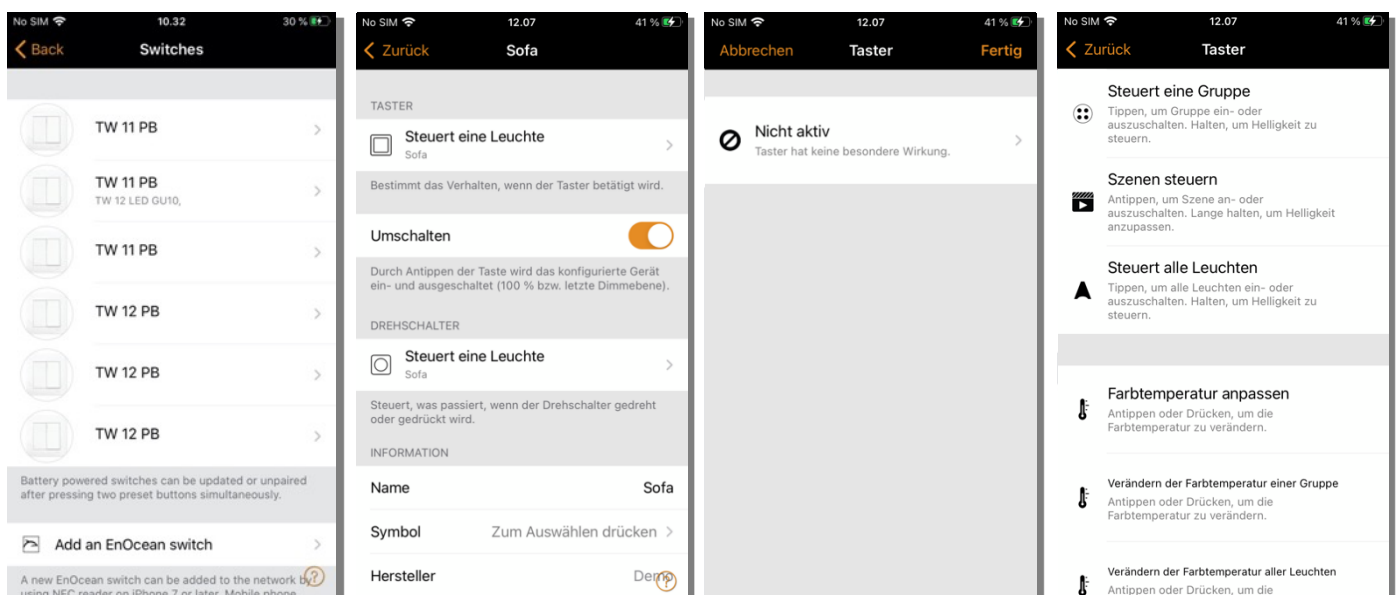 No SIM 10.32 30 %
Back Switches
TW 11 PB
TW 11 PB
TW 12 LED GU10,
TW 11 PB
TW 12 PB
TW 12 PB
TW 12 PB
Battery powered switches can be updated or unpaired
after pressing two preset buttons simultaneously.
Add an EnOcean switch
A new EnOcean switch can be added to the network by
?
using NFC reader on iPhone 7 or later. Mobile phone
No SIM 12.07 41 %
Zurück Sofa
TASTER
Steuert eine Leuchte
Sofa
Bestimmt das Verhalten, wenn der Taster betätigt wird.
Umschalten
Durch Antippen der Taste wird das konfigurierte Gerät
ein- und ausgeschaltet (100 % bzw. letzte Dimmebene).
DREHSCHALTER
Steuert eine Leuchte
Sofa
Steuert, was passiert, wenn der Drehschalter gedreht
oder gedrückt wird.
INFORMATION
Name Sofa
Symbol Zum Auswählen drücken
Hersteller Demo
?
No SIM 12.07 41 %
Abbrechen Taster Fertig
Nicht aktiv
Taster hat keine besondere Wirkung.
No SIM 12.07 41 %
Zurück Taster
Steuert eine Gruppe
Tippen, um Gruppe ein- oder
auszuschalten. Halten, um Helligkeit zu
steuern.
Szenen steuern
Antippen, um Szene an- oder
auszuschalten. Lange halten, um Helligkeit
anzupassen.
Steuert alle Leuchten
Tippen, um alle Leuchten ein- oder
auszuschalten. Halten, um Helligkeit zu
steuern.
Farbtemperatur anpassen
Antippen oder Drücken, um die
Farbtemperatur zu verändern.
Verändern der Farbtemperatur einer Gruppe
Antippen oder Drücken, um die
Farbtemperatur zu verändern.
Verändern der Farbtemperatur aller Leuchten
Antippen oder Drücken, um die